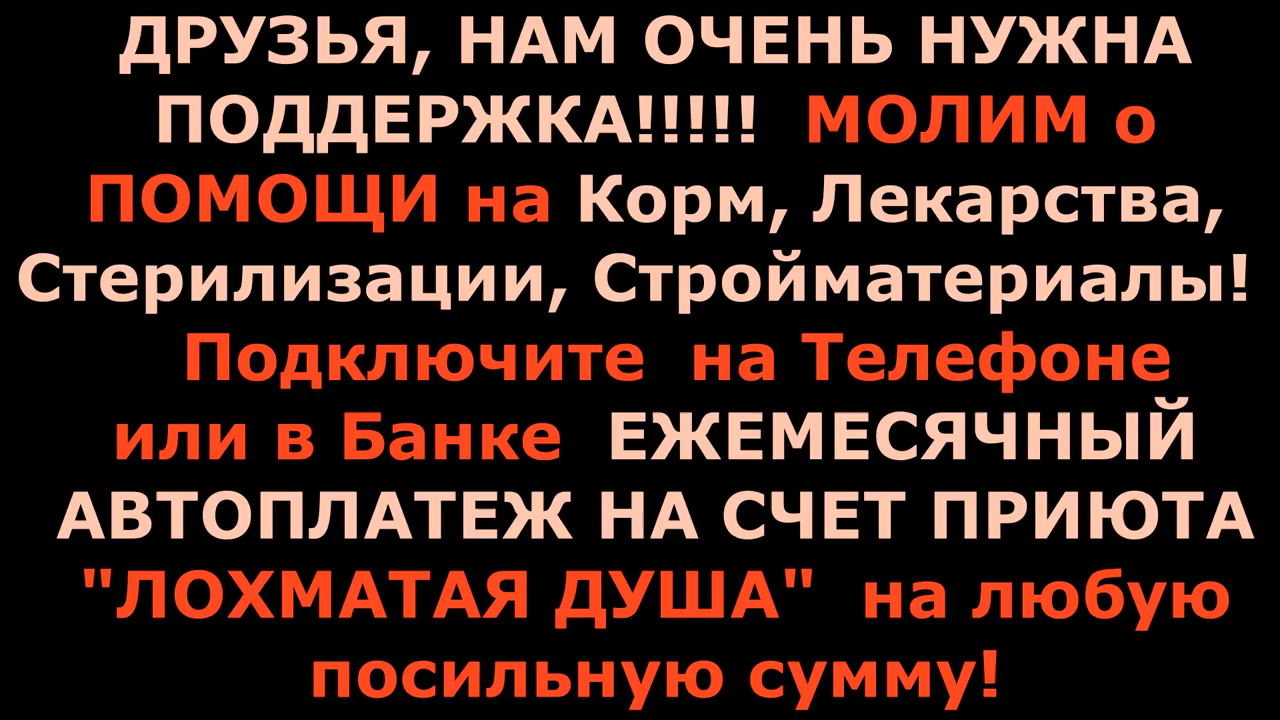 ДРУЗЬЯ, НАМ ОЧЕНЬ НУЖНА
ПОДДЕРЖКА!!!!! МОЛИМ о
ПОМОЩИ на Корм, Лекарства,
Стерилизации, Стройматериалы!
Подключите на Телефоне
или в Банке ЕЖЕМЕСЯЧНЫЙ
АВТОПЛАТЕЖ НА СЧЕТ ПРИЮТА
"ЛОХМАТАЯ ДУША" на любую
посильную сумму!